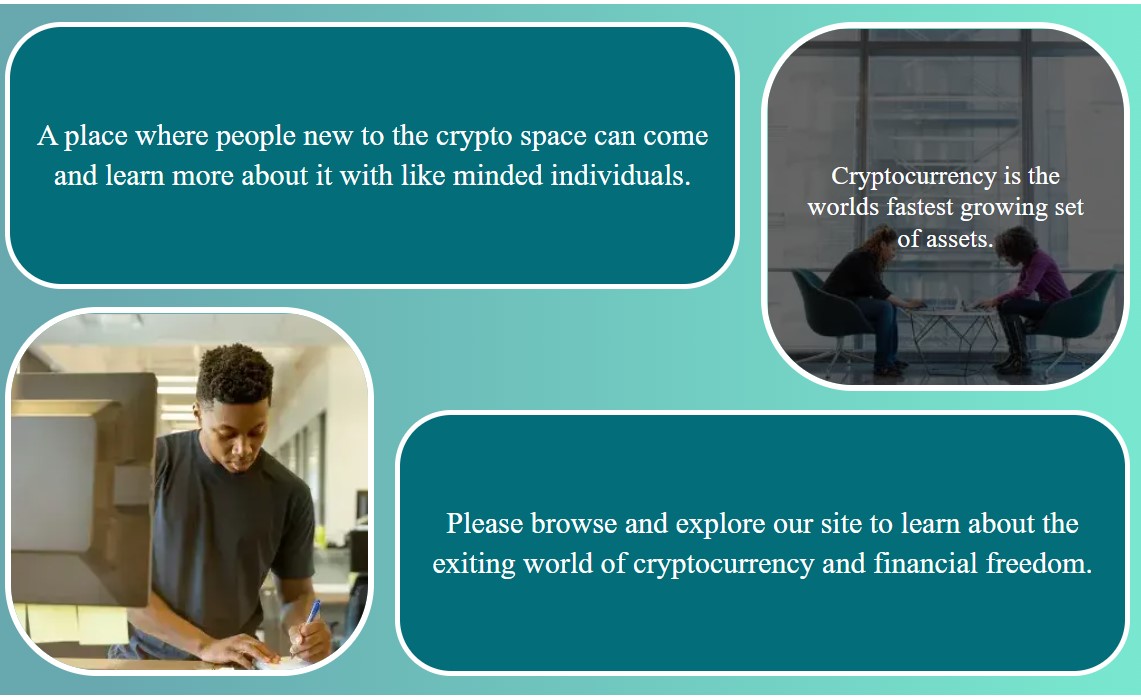 A place where people new to the crypto space can come
and learn more about it with like minded individuals.
Cryptocurrency is the
worlds fastest growing set
of assets.
Please browse and explore our site to learn about the
exiting world of cryptocurrency and financial freedom.